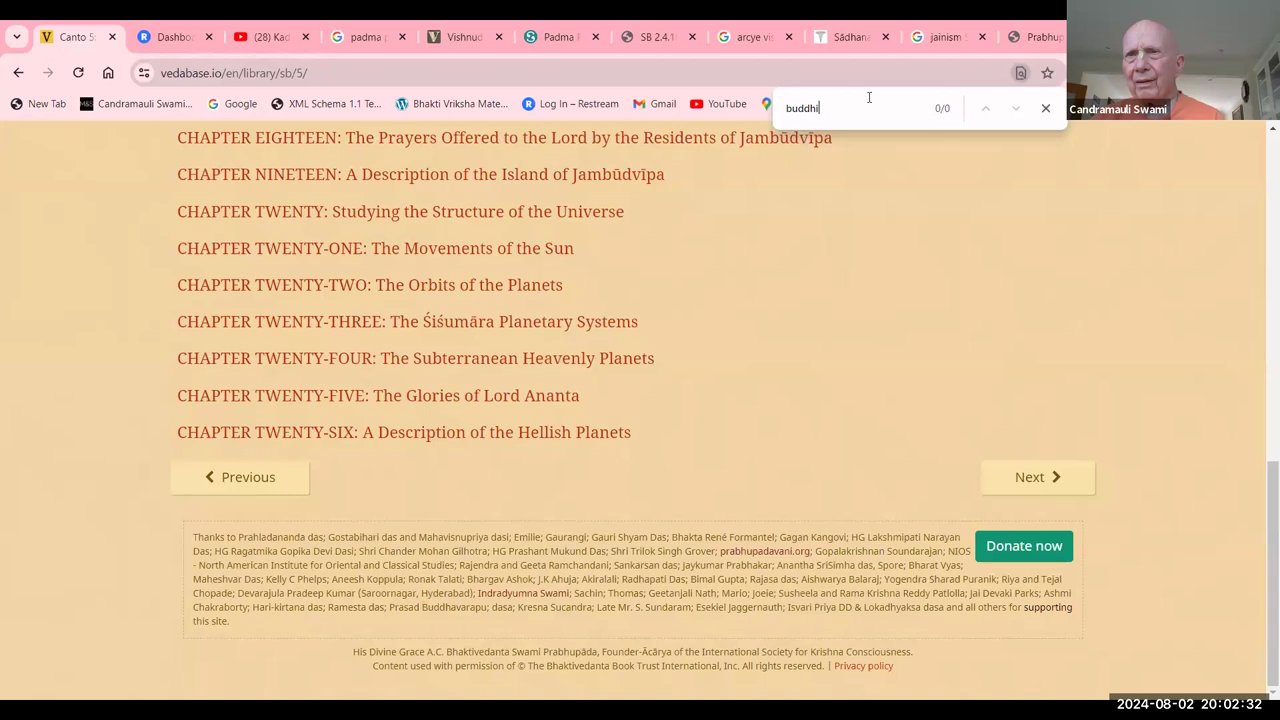 Canto 5:
Dashbo
(28) Kad
padma p
Vishnud
Padma P
SB 2.4.1
arcye vis
Sādhana
jainism S
Prabhup
vedabase.io/en/library/sb/5/
New Tab
Candramauli Swami...
Google
XML Schema 1.1 Te...
Bhakti Vriksha Mate...
Log In – Restream
Gmail
YouTube
buddhi
0/0
Candramauli Swami
CHAPTER EIGHTEEN: The Prayers Offered to the Lord by the Residents of Jambūdvīpa
CHAPTER NINETEEN: A Description of the Island of Jambūdvīpa
CHAPTER TWENTY: Studying the Structure of the Universe
CHAPTER TWENTY-ONE: The Movements of the Sun
CHAPTER TWENTY-TWO: The Orbits of the Planets
CHAPTER TWENTY-THREE: The Śiśumāra Planetary Systems
CHAPTER TWENTY-FOUR: The Subterranean Heavenly Planets
CHAPTER TWENTY-FIVE: The Glories of Lord Ananta
CHAPTER TWENTY-SIX: A Description of the Hellish Planets
Previous
Next
Thanks to Prahladananda das; Gostabihari das and Mahavisnupriya dasi; Emilie; Gaurangi; Gauri Shyam Das; Bhakta René Formantel; Gagan Kangovi; HG Lakshmipati Narayan
Das; HG Ragatmika Gopika Devi Dasi; Shri Chander Mohan Gilhotra; HG Prashant Mukund Das; Shri Trilok Singh Grover; prabhupadavani.org; Gopalakrishnan Soundarajan; NIOS
- North American Institute for Oriental and Classical Studies; Rajendra and Geeta Ramchandani; Sankarsan das; Jaykumar Prabhakar; Anantha SriSimha das, Spore; Bharat Vyas;
Maheshvar Das; Kelly C Phelps; Aneesh Koppula; Ronak Talati; Bhargav Ashok; J.K Ahuja; Akiralali; Radhapati Das; Bimal Gupta; Rajasa das; Aishwarya Balaraj; Yogendra Sharad Puranik; Riya and Tejal
Chopade; Devarajula Pradeep Kumar (Saroornagar, Hyderabad); Indradyumna Swami; Sachin; Thomas; Geetanjali Nath; Mario; Joeie; Susheela and Rama Krishna Reddy Patlolla; Jai Devaki Parks; Ashmi
Chakraborty; Hari-kirtana das; Ramesta das; Prasad Buddhavarapu; dasa; Kresna Sucandra; Late Mr. S. Sundaram; Esekiel Jaggernauth; Isvari Priya DD & Lokadhyaksa dasa and all others for supporting
this site.
Donate now
His Divine Grace A.C. Bhaktivedanta Swami Prabhupāda, Founder-Ācārya of the International Society for Krishna Consciousness.
Content used with permission of © The Bhaktivedanta Book Trust International, Inc. All rights reserved. | Privacy policy
2024-08-02 20:02:32